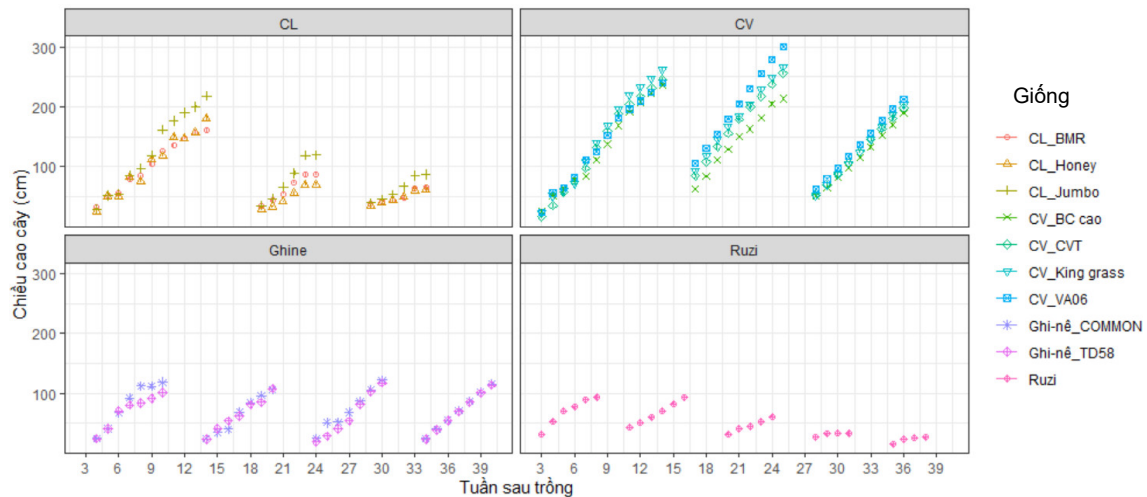 CL
CV
300
200
100
Ghine
Ruzi
300
200
100
3 6 9 12 15 18 21 24 27 30 33 36 39
3 6 9 12 15 18 21 24 27 30 33 36 39
Chiều cao cây (cm)
Tuần sau trồng
Giống
CL_BMR
CL_Honey
CL_Jumbo
CV_BC cao
CV_CVT
CV_King grass
CV_VA06
Ghi-nê_COMMON
Ghi-nê_TD58
Ruzi